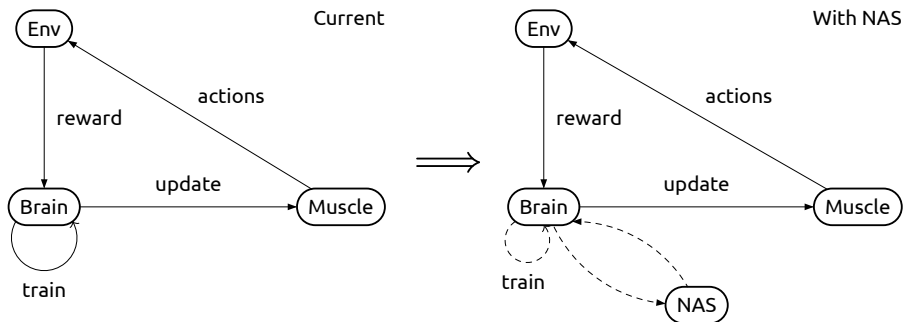 Current
Env
actions
reward
update
Brain
Muscle
train
With NAS
Env
actions
reward
update
Brain
Muscle
train
NAS